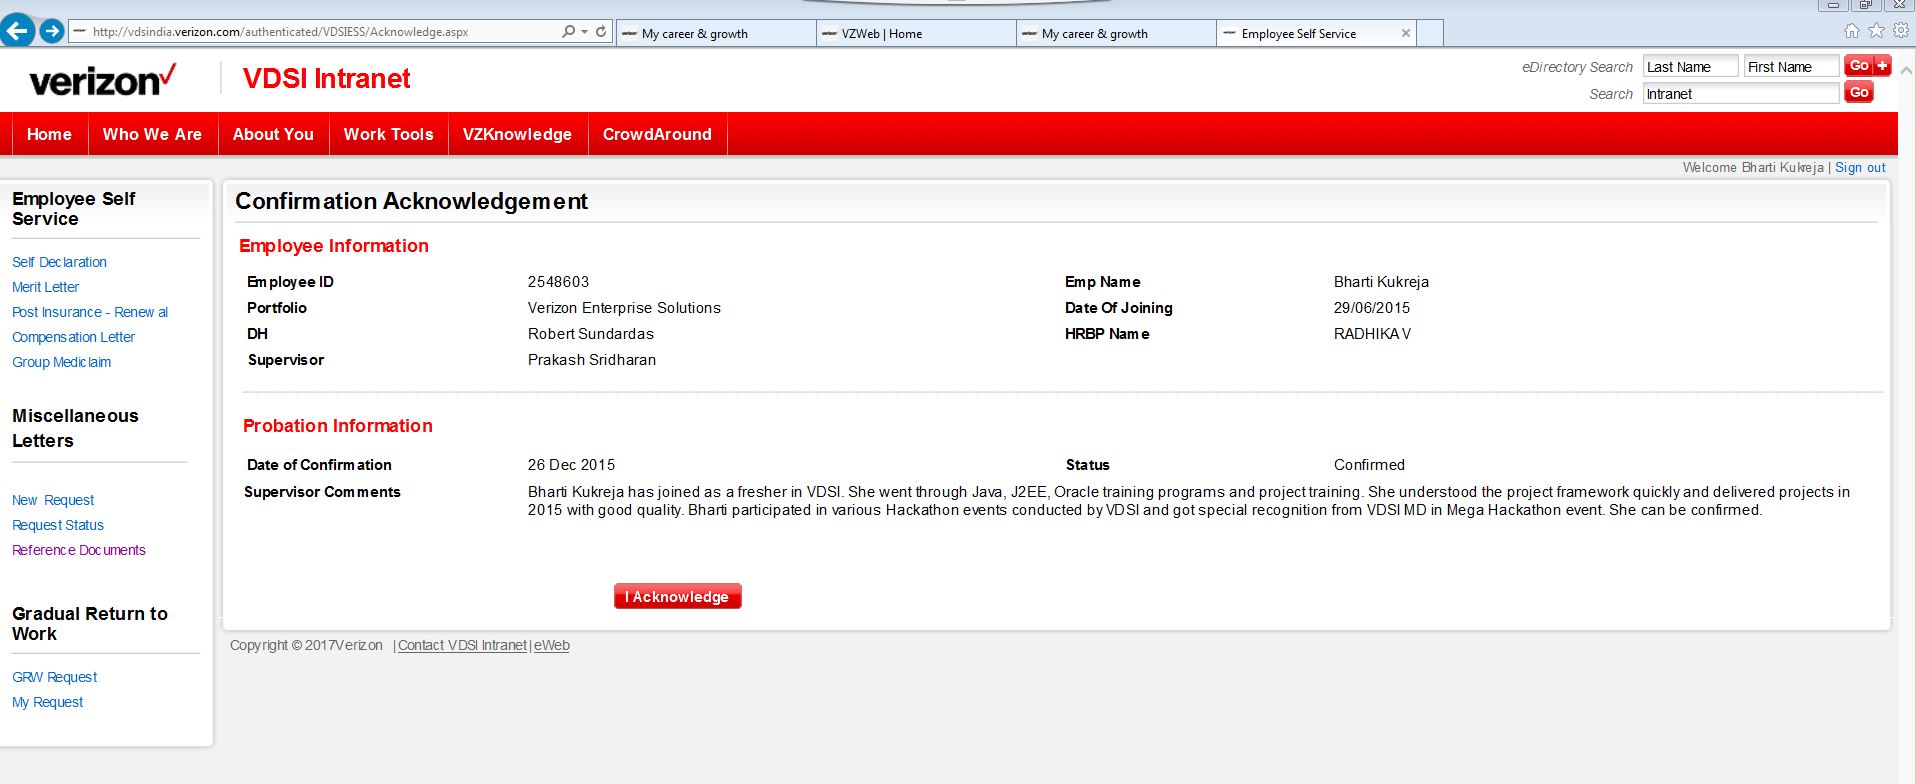 http://vdsindia.verizon.com/authenticated/VDSIESS/Acknowledge.aspx
My career & growth
VZWeb | Home
My career & growth
Employee Self Service
verizon
VDSI Intranet
eDirectory Search
Last Name
First Name
Go +
Search
Intranet
Go
Home
Who We Are
About You
Work Tools
VZKnowledge
CrowdAround
Welcome Bharti Kukreja | Sign out
Employee Self
Service
Self Declaration
Merit Letter
Post Insurance - Renewal
Compensation Letter
Group Mediclaim
Miscellaneous
Letters
New Request
Request Status
Reference Documents
Gradual Return to
Work
GRW Request
My Request
Confirmation Acknowledgement
Employee Information
Employee ID 2548603 Emp Name Bharti Kukreja
Portfolio Verizon Enterprise Solutions Date Of Joining 29/06/2015
DH Robert Sundardas HRBP Name RADHIKA V
Supervisor Prakash Sridharan
Probation Information
Date of Confirmation 26 Dec 2015 Status Confirmed
Supervisor Comments Bharti Kukreja has joined as a fresher in VDSI. She went through Java, J2EE, Oracle training programs and project training. She understood the project framework quickly and delivered projects in
2015 with good quality. Bharti participated in various Hackathon events conducted by VDSI and got special recognition from VDSI MD in Mega Hackathon event. She can be confirmed.
I Acknowledge
Copyright © 2017Verizon | Contact VDSI Intranet | eWeb